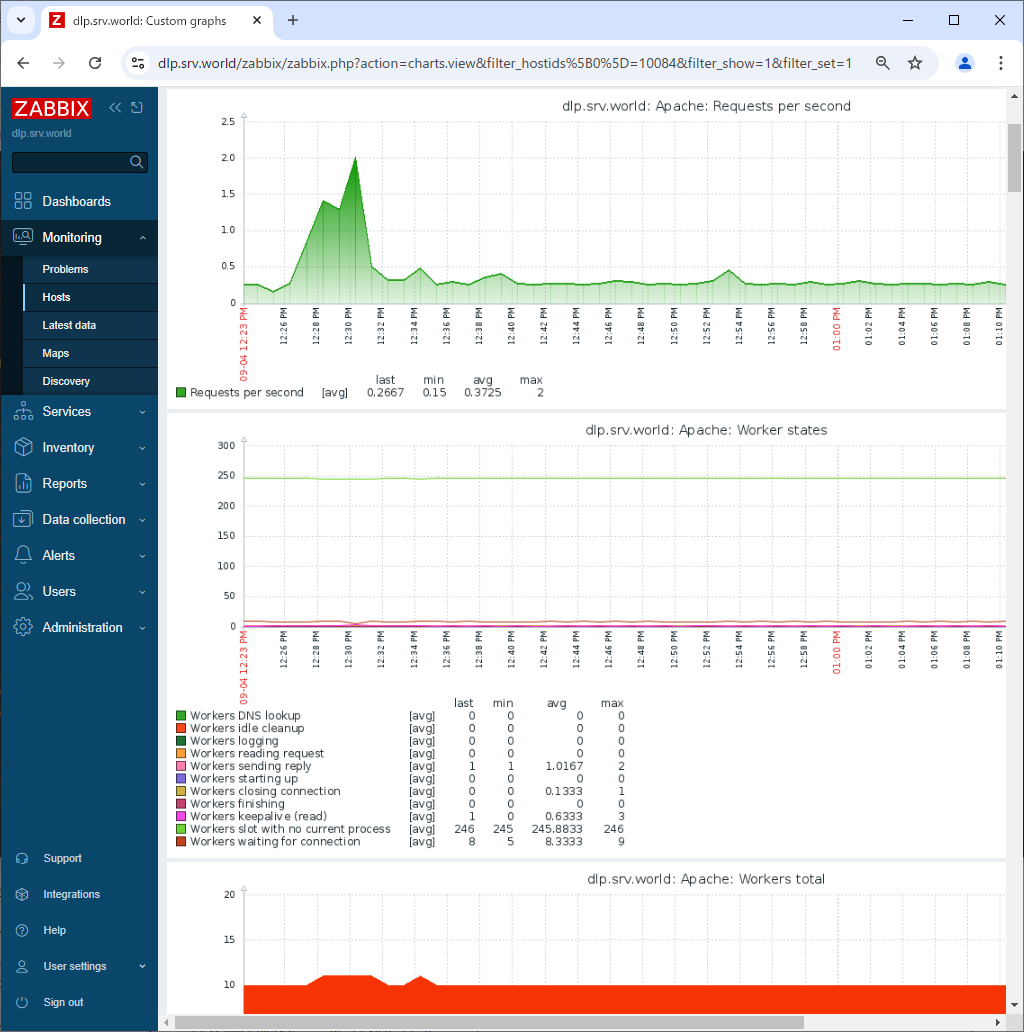 dlp.srv.world: Custom graphs
dlp.srv.world/zabbix/zabbix.php?action=charts.view&filter_hostids%5B0%5D=10084&filter_show=1&filter_set=1
ZABBIX
dlp.srv.world
Dashboards
Monitoring
Problems
Hosts
Latest data
Maps
Discovery
Services
Inventory
Reports
Data collection
Alerts
Users
Administration
Support
Integrations
Help
User settings
Sign out
dlp.srv.world: Apache: Requests per second
2.5
2.0
1.5
1.0
0.5
0
09-04 12:23 PM 12:26 PM 12:28 PM 12:30 PM 12:32 PM 12:34 PM 12:36 PM 12:38 PM 12:40 PM 12:42 PM 12:44 PM 12:46 PM 12:48 PM 12:50 PM 12:52 PM 12:54 PM 12:56 PM 12:58 PM 01:00 PM 01:02 PM 01:04 PM 01:06 PM 01:08 PM 01:10 PM
last min avg max
Requests per second [avg] 0.2667 0.15 0.3725 2
dlp.srv.world: Apache: Worker states
300
250
200
150
100
50
0
09-04 12:23 PM 12:26 PM 12:28 PM 12:30 PM 12:32 PM 12:34 PM 12:36 PM 12:38 PM 12:40 PM 12:42 PM 12:44 PM 12:46 PM 12:48 PM 12:50 PM 12:52 PM 12:54 PM 12:56 PM 12:58 PM 01:00 PM 01:02 PM 01:04 PM 01:06 PM 01:08 PM 01:10 PM
last min avg max
Workers DNS lookup [avg] 0 0 0 0
Workers idle cleanup [avg] 0 0 0 0
Workers logging [avg] 0 0 0 0
Workers reading request [avg] 0 0 0 0
Workers sending reply [avg] 1 1 1.0167 2
Workers starting up [avg] 0 0 0 0
Workers closing connection [avg] 0 0 0.1333 1
Workers finishing [avg] 0 0 0 0
Workers keepalive (read) [avg] 1 0 0.6333 3
Workers slot with no current process [avg] 246 245 245.8833 246
Workers waiting for connection [avg] 8 5 8.3333 9
dlp.srv.world: Apache: Workers total
20
15
10